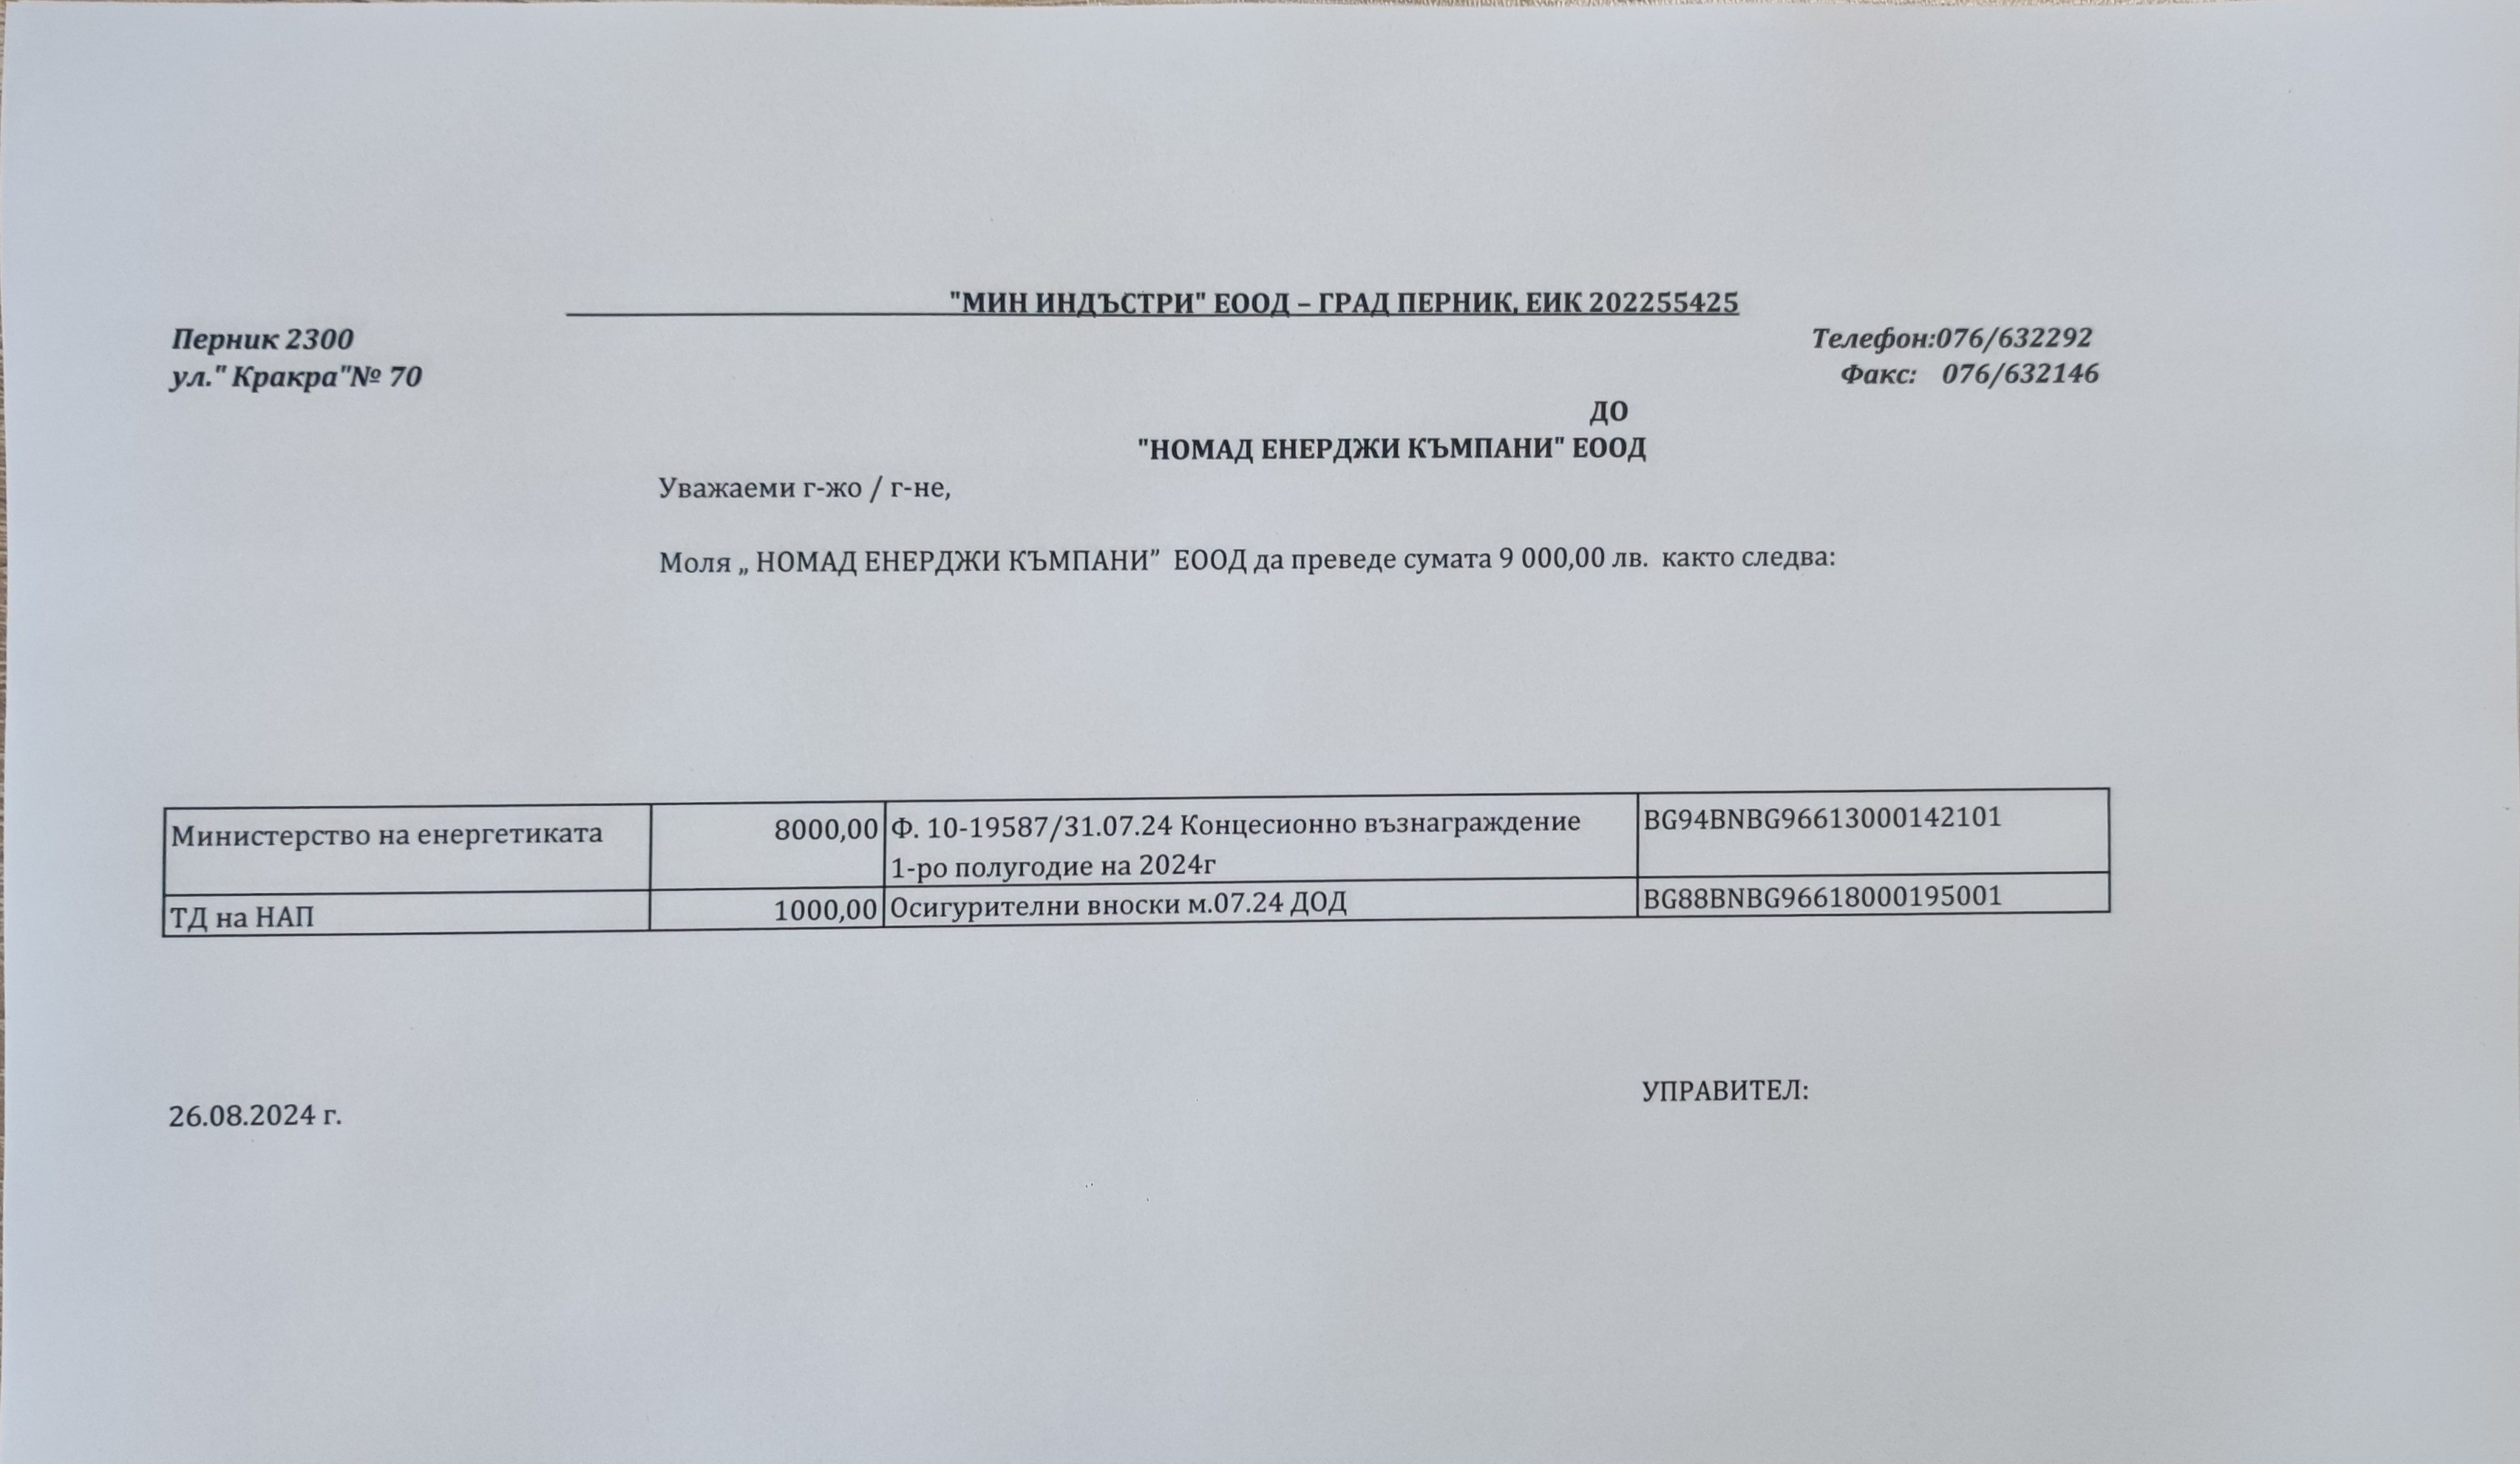 "МИН ИНДЪСТРИ" ЕООД – ГРАД ПЕРНИК, ЕИК 202255425
Перник 2300
Телефон:076/632292
ул." Кракра"№ 70
Факс: 076/632146
ДО
"НОМАД ЕНЕРДЖИ КЪМПАНИ" ЕООД
Уважаеми г-жо / г-не,
Моля „ НОМАД ЕНЕРДЖИ КЪМПАНИ” ЕООД да преведе сумата 9 000,00 лв. както следва:
Министерство на енергетиката 8000,00 Ф. 10-19587/31.07.24 Концесионно възнаграждение BG94BNBG96613000142101
1-ро полугодие на 2024г
ТД на НАП 1000,00 Осигурителни вноски м.07.24 ДОД BG88BNBG96618000195001
УПРАВИТЕЛ:
26.08.2024 г.